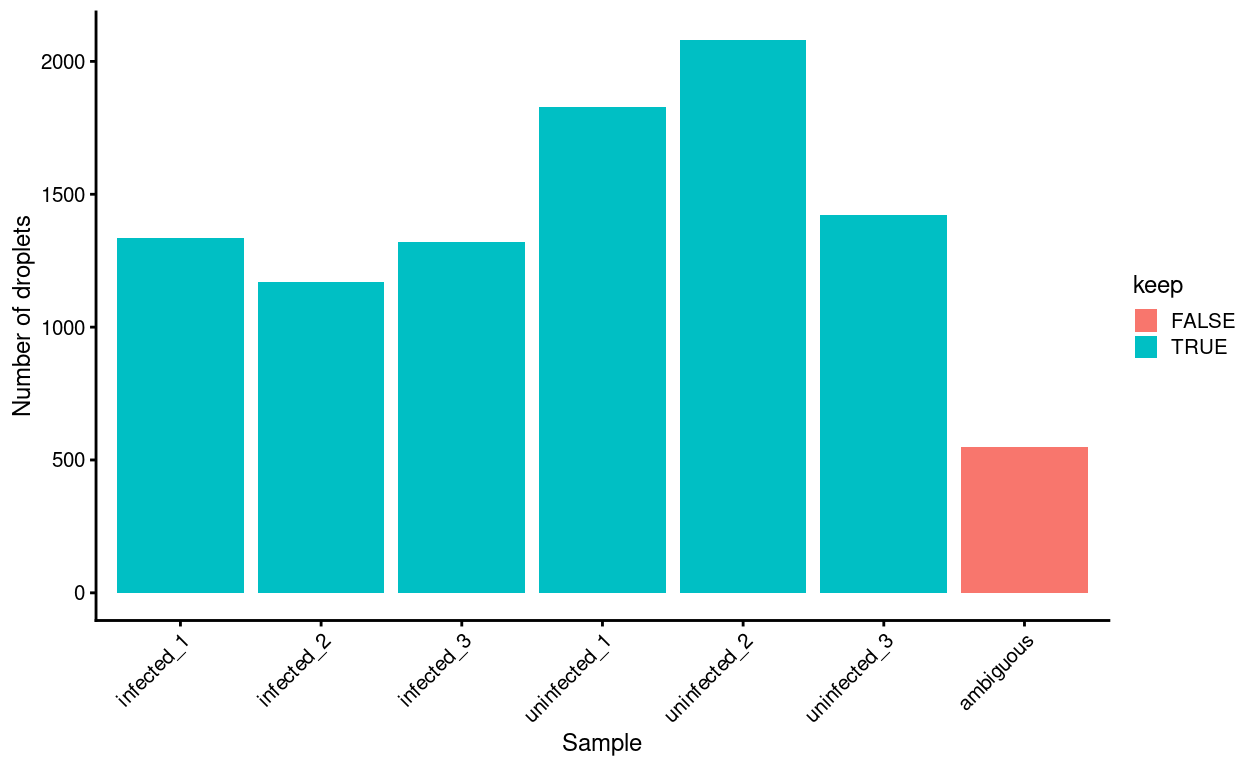 2000
1500
1000
500
0
Number of droplets
infected_1
infected_2
infected_3
uninfected_1
uninfected_2
uninfected_3
ambiguous
Sample
keep
FALSE
TRUE